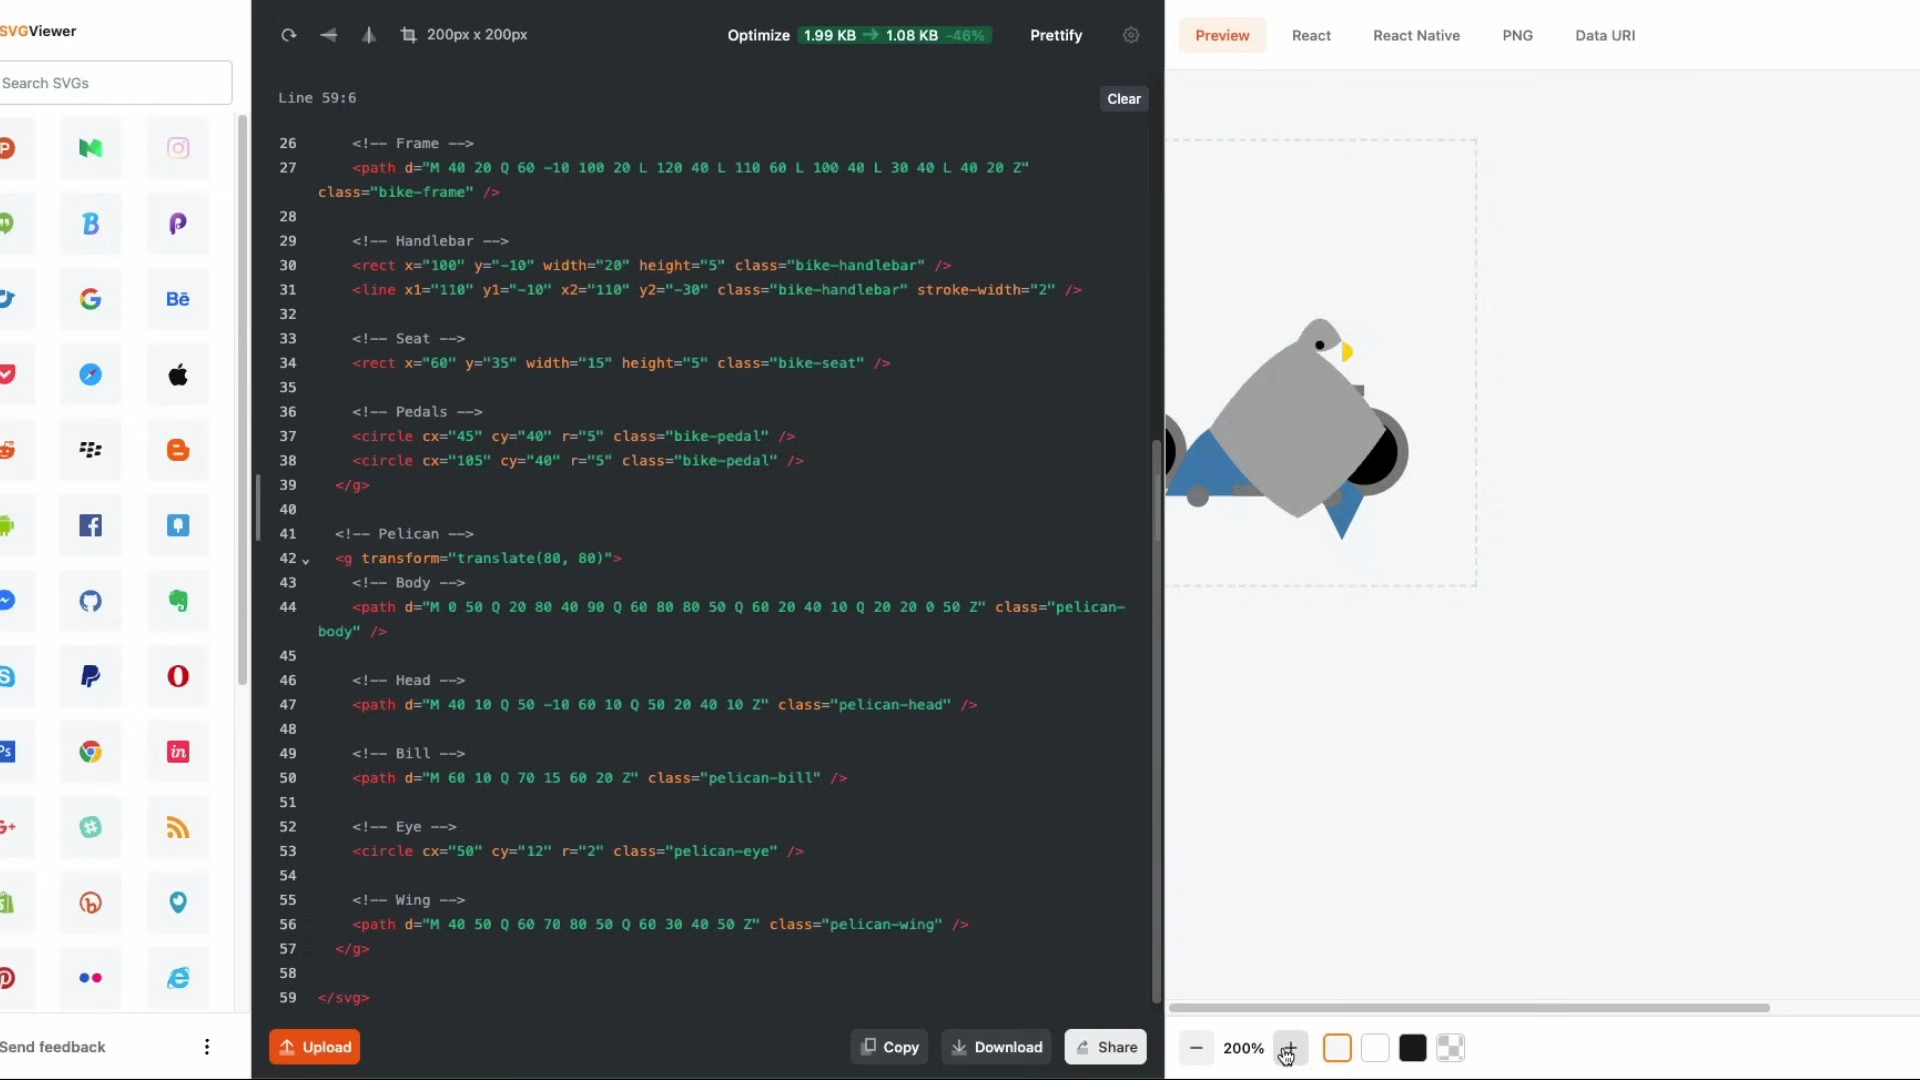 SVGViewer
Search SVGs
Send feedback
200px x 200px
Optimize 1.99 KB → 1.08 KB -46%
Prettify
Line 59:6
Clear
26 <!-- Frame -->
27 <path d="M 40 20 Q 60 -10 100 20 L 120 40 L 110 60 L 100 40 L 30 40 L 40 20 Z"
class="bike-frame" />
28
29 <!-- Handlebar -->
30 <rect x="100" y="-10" width="20" height="5" class="bike-handlebar" />
31 <line x1="110" y1="-10" x2="110" y2="-30" class="bike-handlebar" stroke-width="2" />
32
33 <!-- Seat -->
34 <rect x="60" y="35" width="15" height="5" class="bike-seat" />
35
36 <!-- Pedals -->
37 <circle cx="45" cy="40" r="5" class="bike-pedal" />
38 <circle cx="105" cy="40" r="5" class="bike-pedal" />
39 </g>
40
41 <!-- Pelican -->
42 <g transform="translate(80, 80)">
43 <!-- Body -->
44 <path d="M 0 50 Q 20 80 40 90 Q 60 80 80 50 Q 60 20 40 10 Q 20 20 0 50 Z" class="pelican-
body" />
45
46 <!-- Head -->
47 <path d="M 40 10 Q 50 -10 60 10 Q 50 20 40 10 Z" class="pelican-head" />
48
49 <!-- Bill -->
50 <path d="M 60 10 Q 70 15 60 20 Z" class="pelican-bill" />
51
52 <!-- Eye -->
53 <circle cx="50" cy="12" r="2" class="pelican-eye" />
54
55 <!-- Wing -->
56 <path d="M 40 50 Q 60 70 80 50 Q 60 30 40 50 Z" class="pelican-wing" />
57 </g>
58
59 </svg>
Upload
Copy
Download
Share
Preview
React
React Native
PNG
Data URI
200%